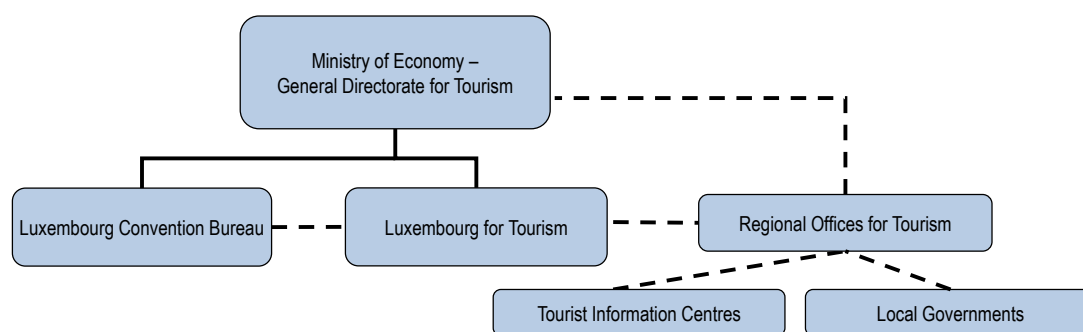 Ministry of Economy –
General Directorate for Tourism
Luxembourg Convention Bureau
Luxembourg for Tourism
Regional Offices for Tourism
Tourist Information Centres
Local Governments